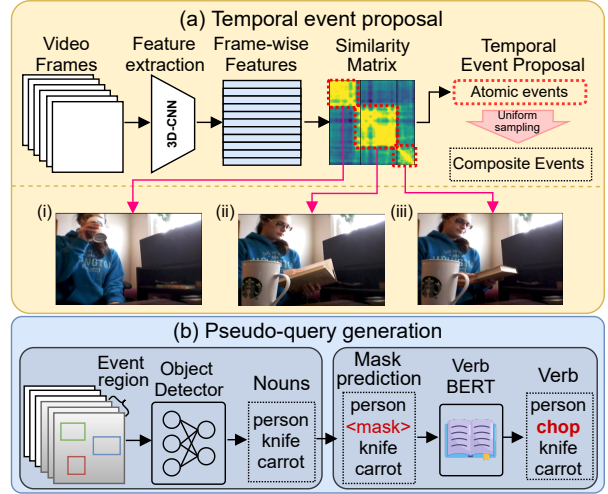 (a) Temporal event proposal
Video
Frames
Feature
extraction
Frame-wise
Features
Similarity
Matrix
Temporal
Event Proposal
3D-CNN
Atomic events
Uniform
sampling
Composite Events
(i)
(ii)
(iii)
(b) Pseudo-query generation
Event
region
Object
Detector
Nouns
person
knife
carrot
Mask
prediction
person
<mask>
knife
carrot
Verb
BERT
Verb
person
chop
knife
carrot